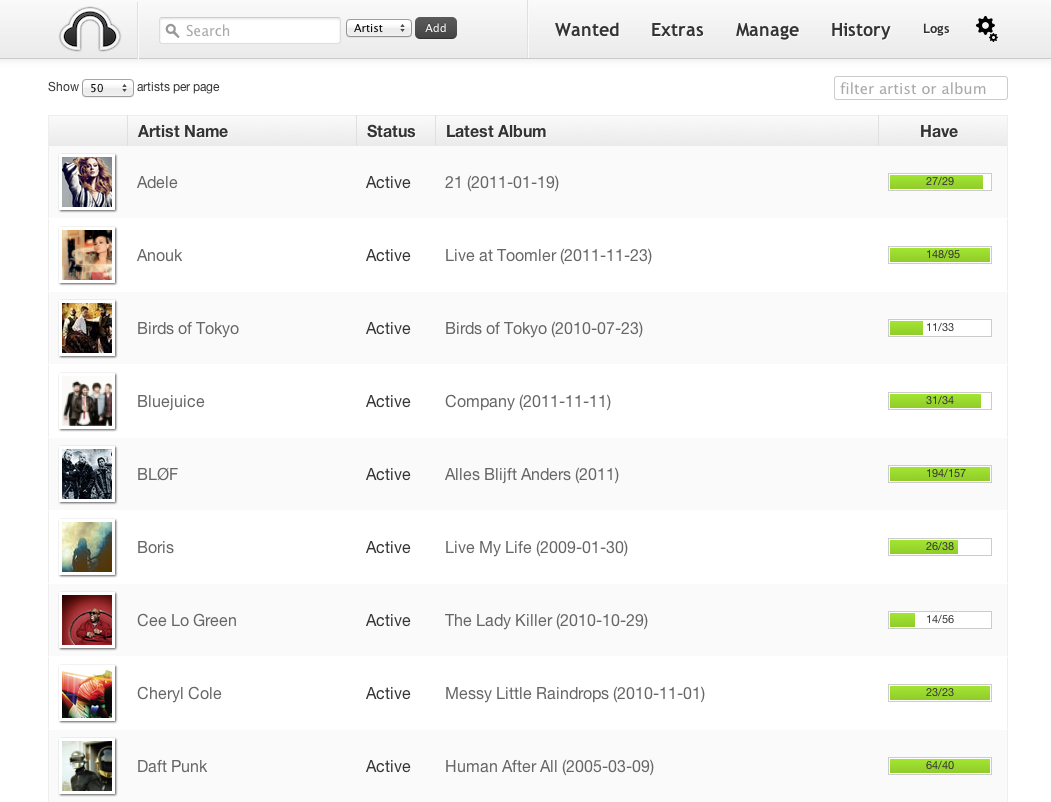 Search Artist Add Wanted Extras Manage History Logs
Show 50 artists per page filter artist or album
Artist Name Status Latest Album Have
Adele Active 21 (2011-01-19) 27/29
Anouk Active Live at Toomler (2011-11-23) 148/95
Birds of Tokyo Active Birds of Tokyo (2010-07-23) 11/33
Bluejuice Active Company (2011-11-11) 31/34
BLØF Active Alles Blijft Anders (2011) 194/157
Boris Active Live My Life (2009-01-30) 26/38
Cee Lo Green Active The Lady Killer (2010-10-29) 14/56
Cheryl Cole Active Messy Little Raindrops (2010-11-01) 23/23
Daft Punk Active Human After All (2005-03-09) 64/40